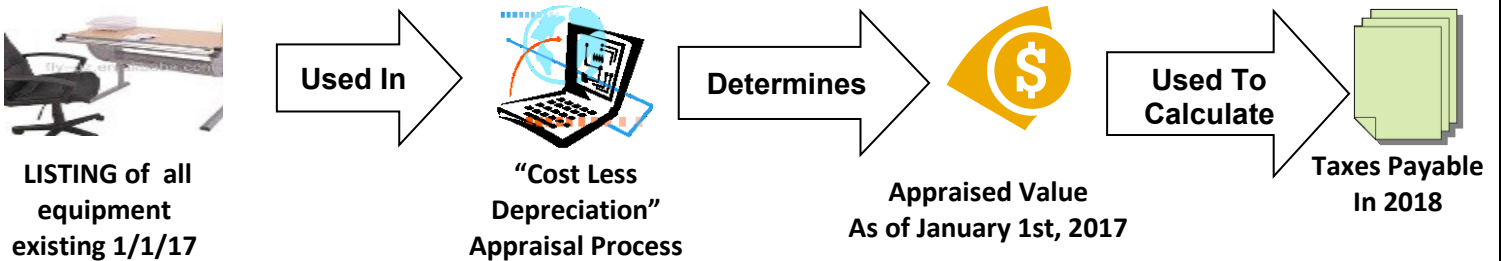 Used In
Determines
Used To
Calculate
$
LISTING of all
equipment
existing 1/1/17
“Cost Less
Depreciation”
Appraisal Process
Appraised Value
As of January 1st, 2017
Taxes Payable
In 2018